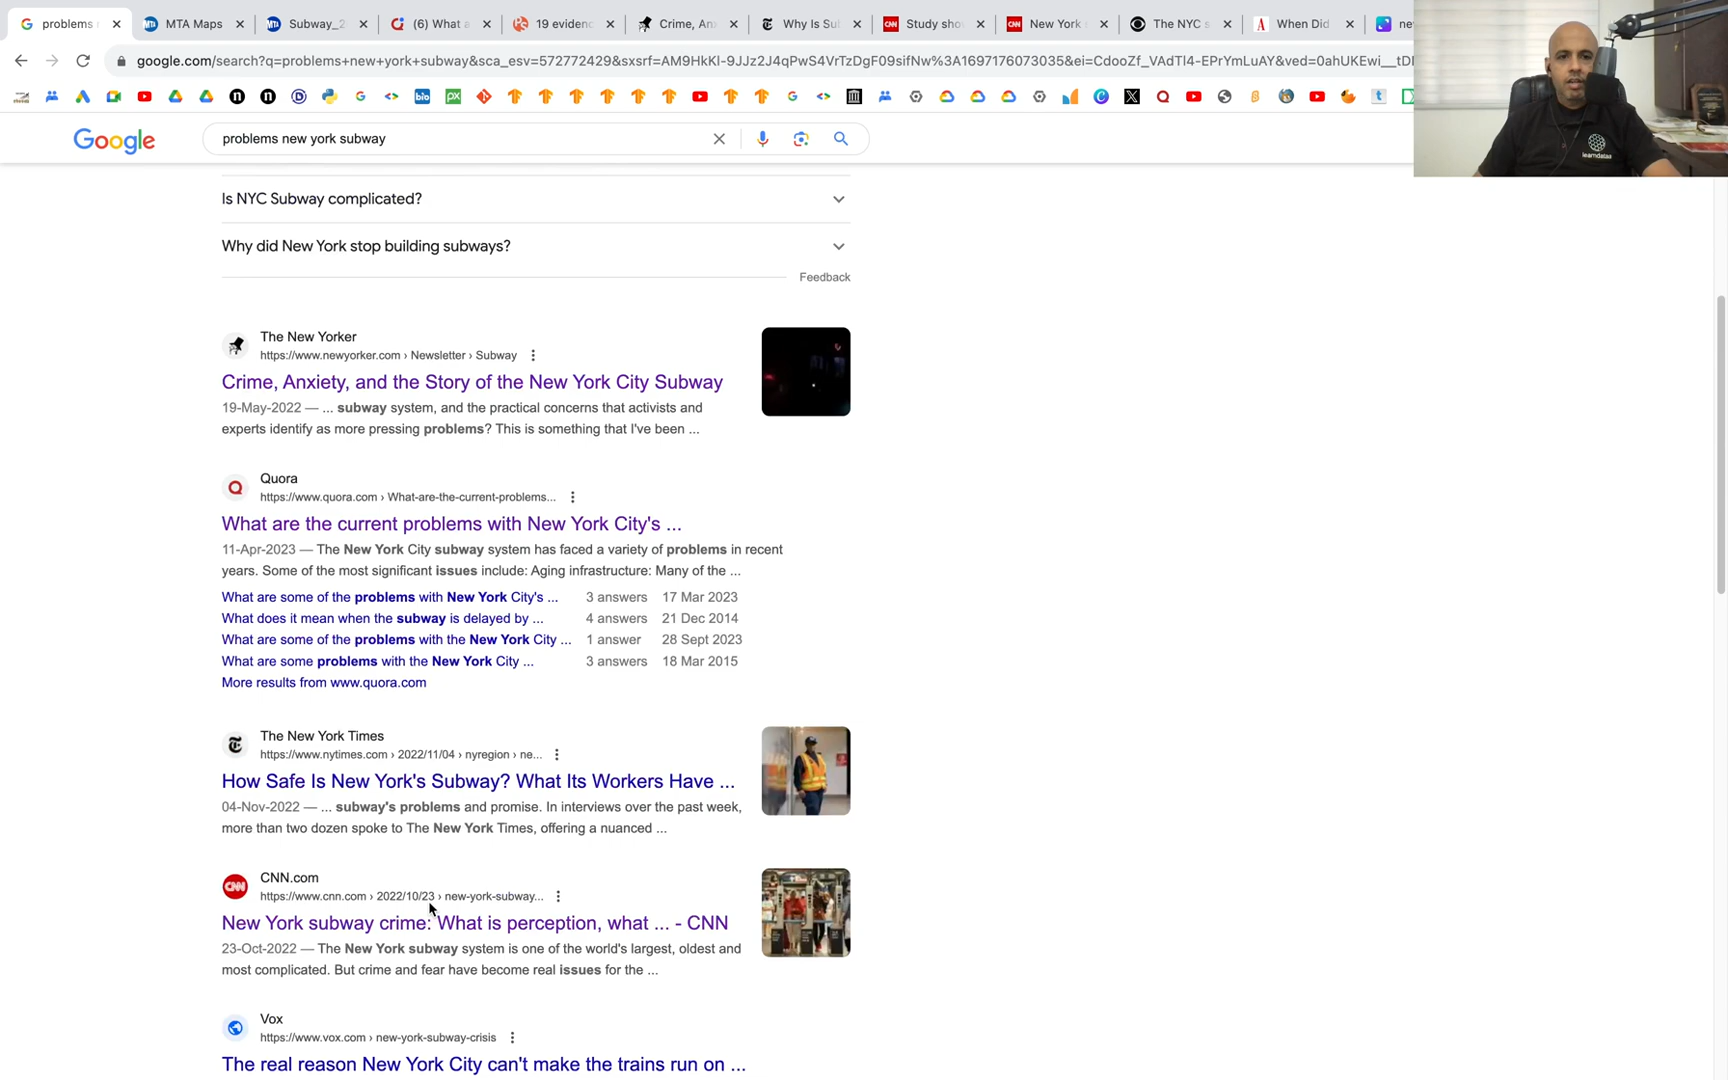 problems
MTA Maps
Subway_2
(6) What a
19 evidenc
Crime, An
Why Is Su
Study sho
New York
The NYC s
When Did
ne
google.com/search?q=problems+new+york+subway&sca_esv=572772429&sxsrf=AM9HkKl-9JJz2J4qPwS4VrTzDgF09sifNw%3A1697176073035&ei=CdooZf_VAdTl4-EPrYmLuAY&ved=0ahUKEwi__tDI
Google
problems new york subway
learndataa
Is NYC Subway complicated?
Why did New York stop building subways?
Feedback
The New Yorker
https://www.newyorker.com › Newsletter › Subway
Crime, Anxiety, and the Story of the New York City Subway
19-May-2022 — ... subway system, and the practical concerns that activists and
experts identify as more pressing problems? This is something that I've been ...
Quora
https://www.quora.com › What-are-the-current-problems...
What are the current problems with New York City's ...
11-Apr-2023 — The New York City subway system has faced a variety of problems in recent
years. Some of the most significant issues include: Aging infrastructure: Many of the ...
What are some of the problems with New York City's ... 3 answers 17 Mar 2023
What does it mean when the subway is delayed by ... 4 answers 21 Dec 2014
What are some of the problems with the New York City ... 1 answer 28 Sept 2023
What are some problems with the New York City ... 3 answers 18 Mar 2015
More results from www.quora.com
The New York Times
https://www.nytimes.com › 2022/11/04 › nyregion › ne...
How Safe Is New York's Subway? What Its Workers Have ...
04-Nov-2022 — ... subway's problems and promise. In interviews over the past week,
more than two dozen spoke to The New York Times, offering a nuanced ...
CNN.com
https://www.cnn.com › 2022/10/23 › new-york-subway...
New York subway crime: What is perception, what ... - CNN
23-Oct-2022 — The New York subway system is one of the world's largest, oldest and
most complicated. But crime and fear have become real issues for the ...
Vox
https://www.vox.com › new-york-subway-crisis
The real reason New York City can't make the trains run on ...